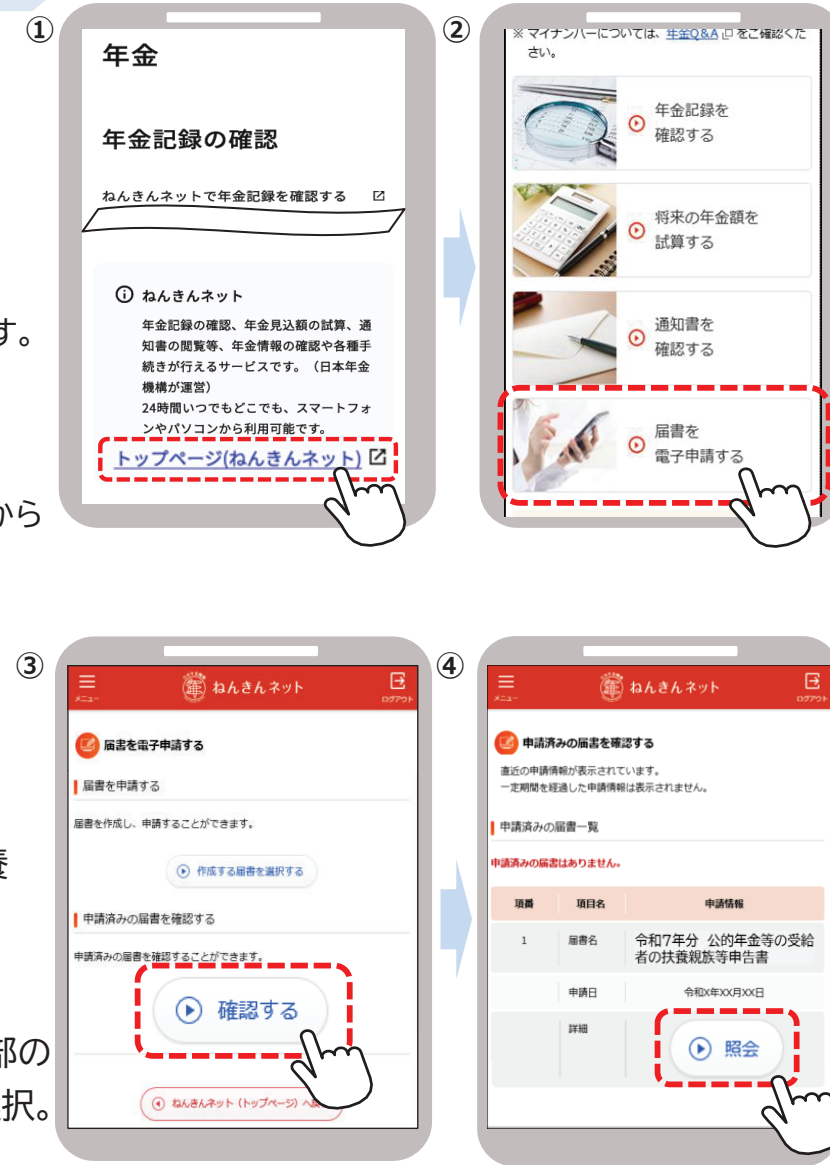 ①
年金
年金記録の確認
ねんきんネットで年金記録を確認する
ねんきんネット
年金記録の確認、年金見込額の試算、通
知書の閲覧等、年金情報の確認や各種手
続きが行えるサービスです。（日本年金
機構が運営）
24時間いつでもどこでも、スマートフォ
ンやパソコンから利用可能です。
トップページ(ねんきんネット)
②
※ マイナンバーについては、年金Q&A をご確認くだ
さい。
年金記録を
確認する
将来の年金額を
試算する
通知書を
確認する
届書を
電子申請する
す。
から
③
メニュー
ねんきんネット
ログアウト
届書を電子申請する
届書を申請する
届書を作成し、申請することができます。
作成する届書を選択する
申請済みの届書を確認する
申請済みの届書を確認することができます。
確認する
ねんきんネット（トップページ）へ
④
メニュー
ねんきんネット
ログアウト
申請済みの届書を確認する
直近の申請情報が表示されています。
一定期間を経過した申請情報は表示されません。
申請済みの届書一覧
申請済みの届書はありません。
項番 項目名 申請情報
1 届書名 令和7年分 公的年金等の受給
者の扶養親族等申告書
申請日 令和X年XX月XX日
詳細
照会
部の
択。